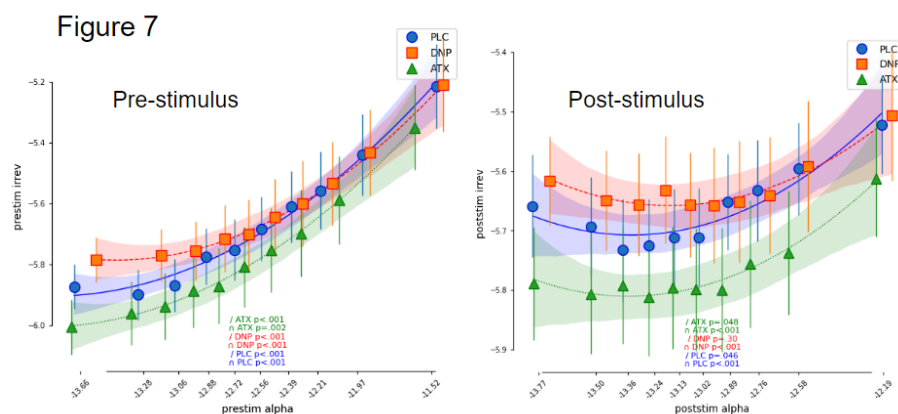 Figure 7
PLC
DNP
ATX
Pre-stimulus
prestim irrev
-5.2
-5.4
-5.6
-5.8
-6.0
/ ATX p<.001
∩ ATX p=.002
/ DNP p<.001
∩ DNP p<.001
/ PLC p<.001
∩ PLC p<.001
-13.66
-13.28
-13.06
-12.88
-12.72
-12.56
-12.39
-12.21
-11.97
-11.52
prestim alpha
PLC
DNP
ATX
Post-stimulus
poststim irrev
-5.4
-5.5
-5.6
-5.7
-5.8
-5.9
/ ATX p=.048
∩ ATX p<.001
/ DNP p=.30
∩ DNP p<.001
/ PLC p=.046
∩ PLC p<.001
-13.77
-13.50
-13.36
-13.24
-13.13
-13.02
-12.89
-12.76
-12.58
-12.19
poststim alpha